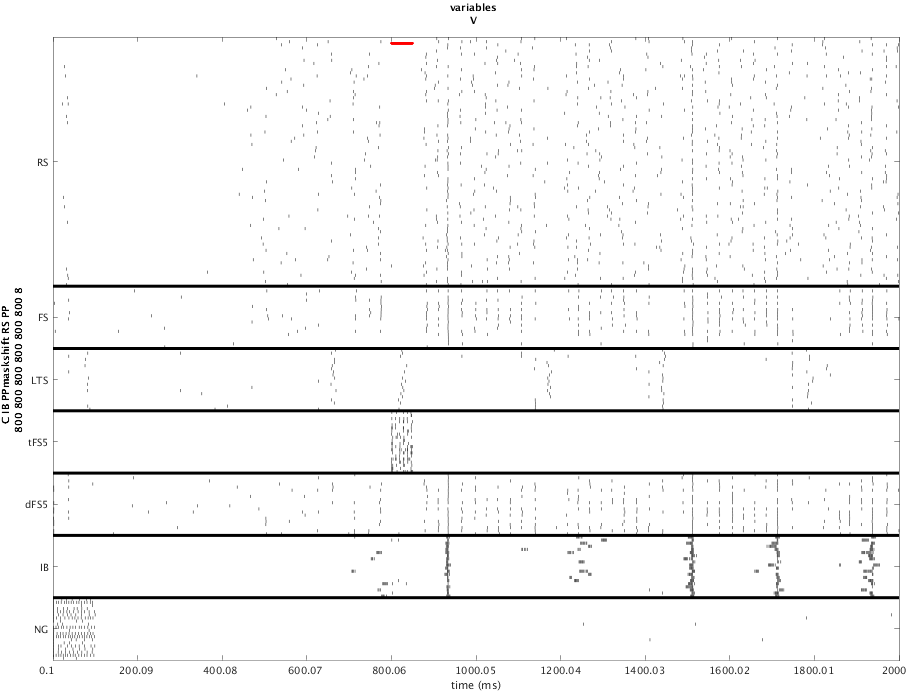 variables
V
C IB PPmaskshift RS PP
800 800 800 800 800 800 8
RS
FS
LTS
tFS5
dFS5
IB
NG
0.1 200.09 400.08 600.07 800.06 1000.05 1200.04 1400.03 1600.02 1800.01 2000
time (ms)